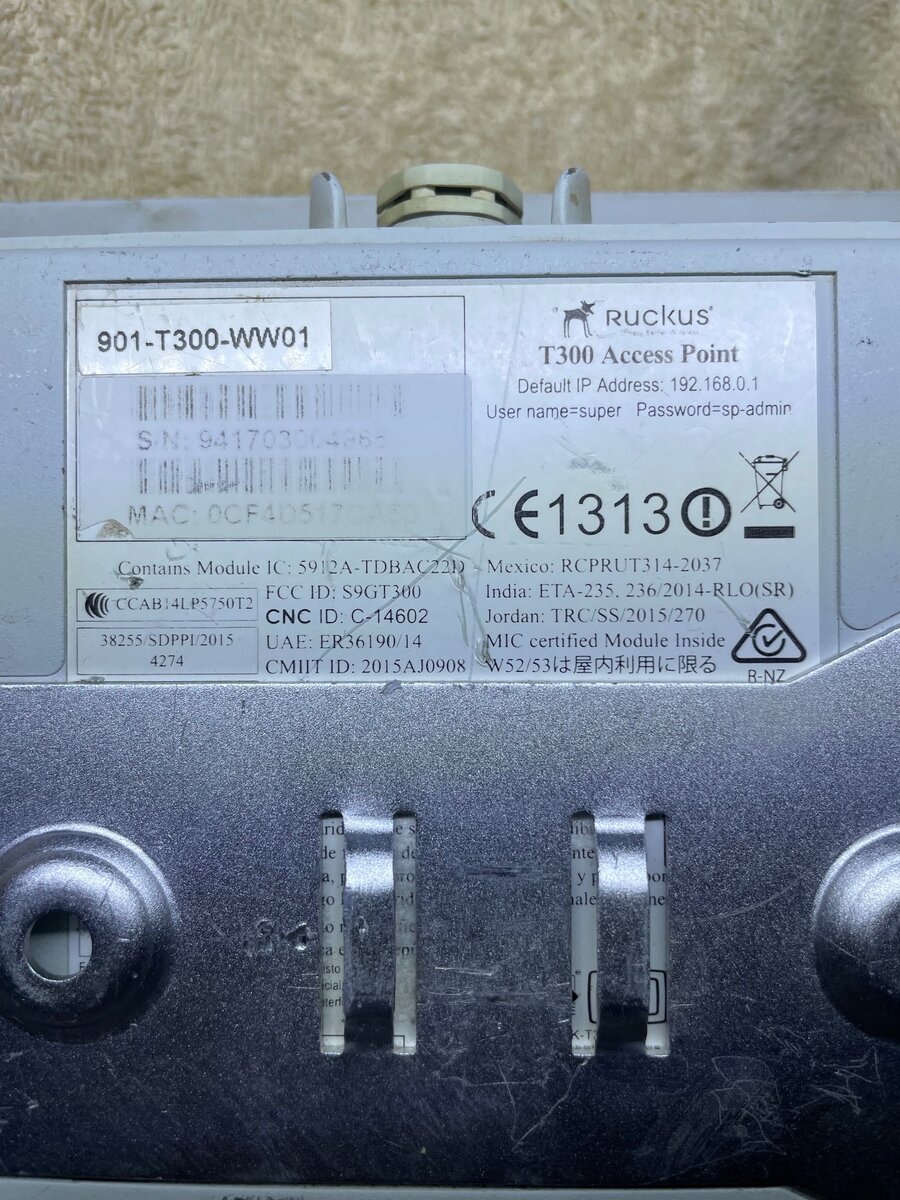 901-T300-WW01
S/N:
MAC:
RUCKUS
T300 Access Point
Default IP Address: 192.168.0.1
User name=super Password=sp-admin
CE1313
Contains Module IC: 5912A-TDBAC22D
CCAB14LP5750T2
38255/SDPPI/2015
4274
FCC ID: S9GT300
CNC ID: C-14602
UAE: ER36190/14
CMIIT ID: 2015AJ0908
Mexico: RCPRUT314-2037
India: ETA-235, 236/2014-RLO(SR)
Jordan: TRC/SS/2015/270
MIC certified Module Inside
W52/53は屋内利用に限る
R-NZ